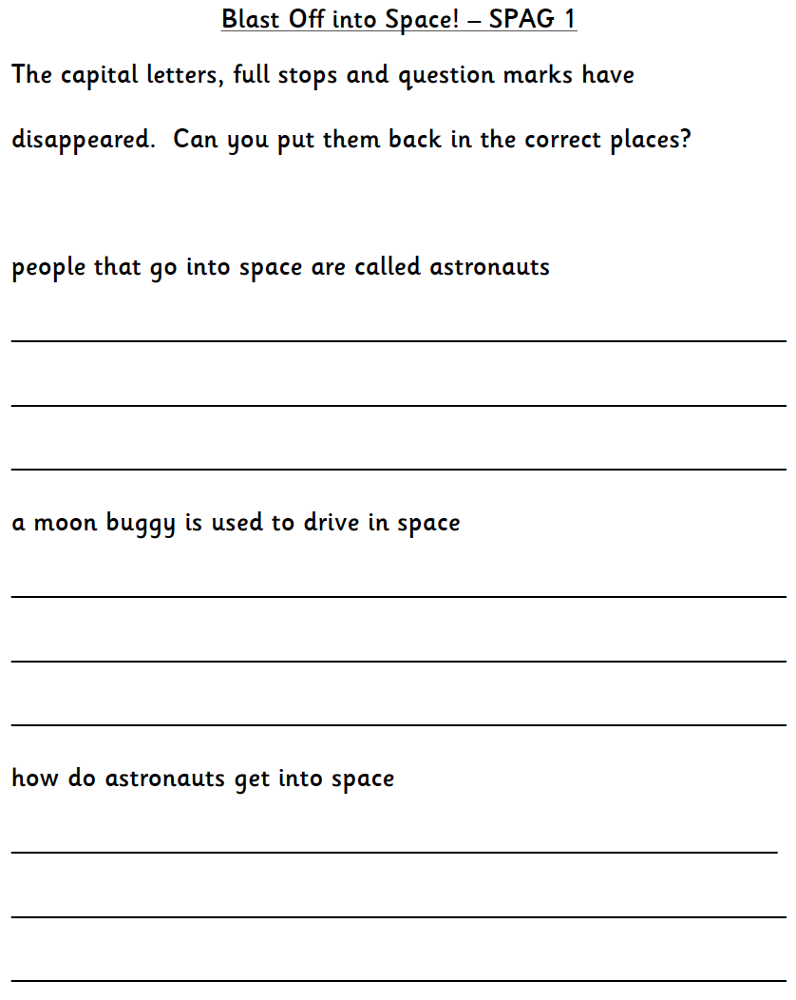 Blast Off into Space! – SPAG 1
The capital letters, full stops and question marks have
disappeared.  Can you put them back in the correct places?
people that go into space are called astronauts
a moon buggy is used to drive in space
how do astronauts get into space